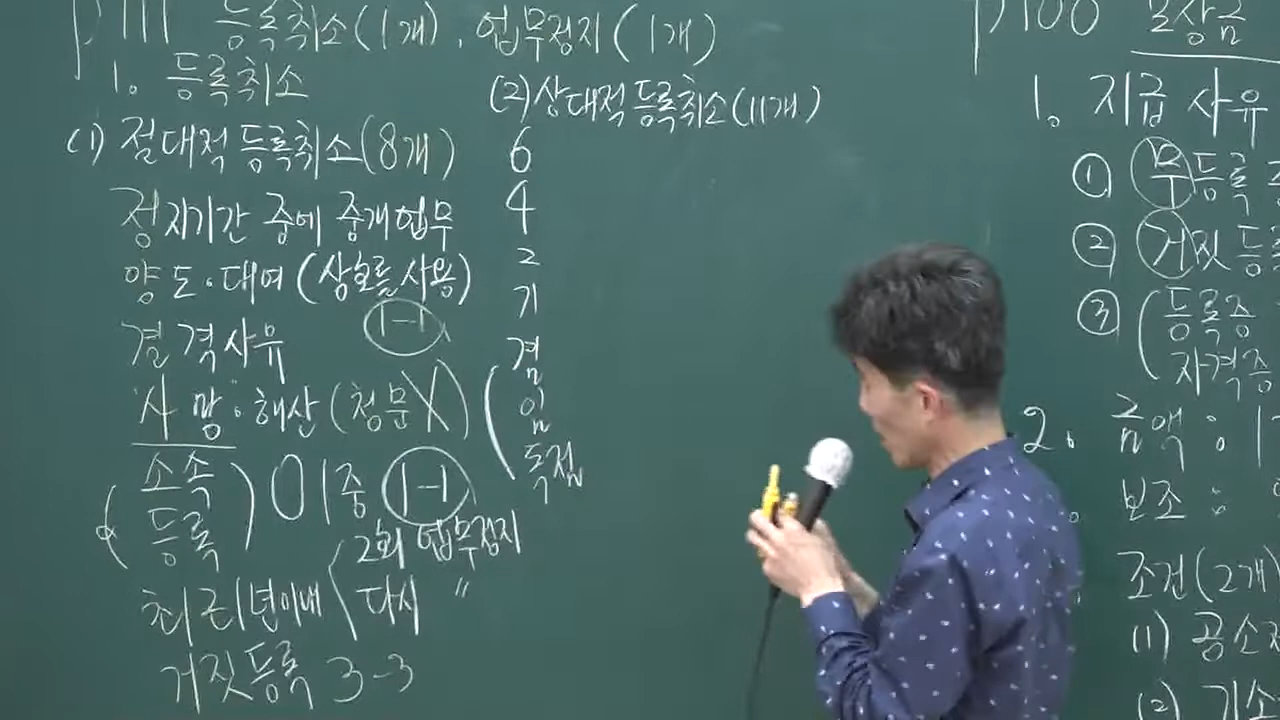 p111 등록취소(1개), 업무정지(1개)
1. 등록취소
(1) 절대적 등록취소(8개)
정지기간 중에 중개업무
양도·대여(상호를 사용)
1-1
결격사유
사망·해산(청문X)
소속
등록
이중 1-1
최근 1년이내
2회 업무정지
다시 "
거짓등록 3-3
(2) 상대적 등록취소(11개)
6
4
2
기
겸
임
독점
p100
1. 지급 사유
① 무등록
② 거짓 등록
③ 등록증
자격증
2. 금액 : 1
보조 :
조건(2개)
(1) 공소
(2) 기소